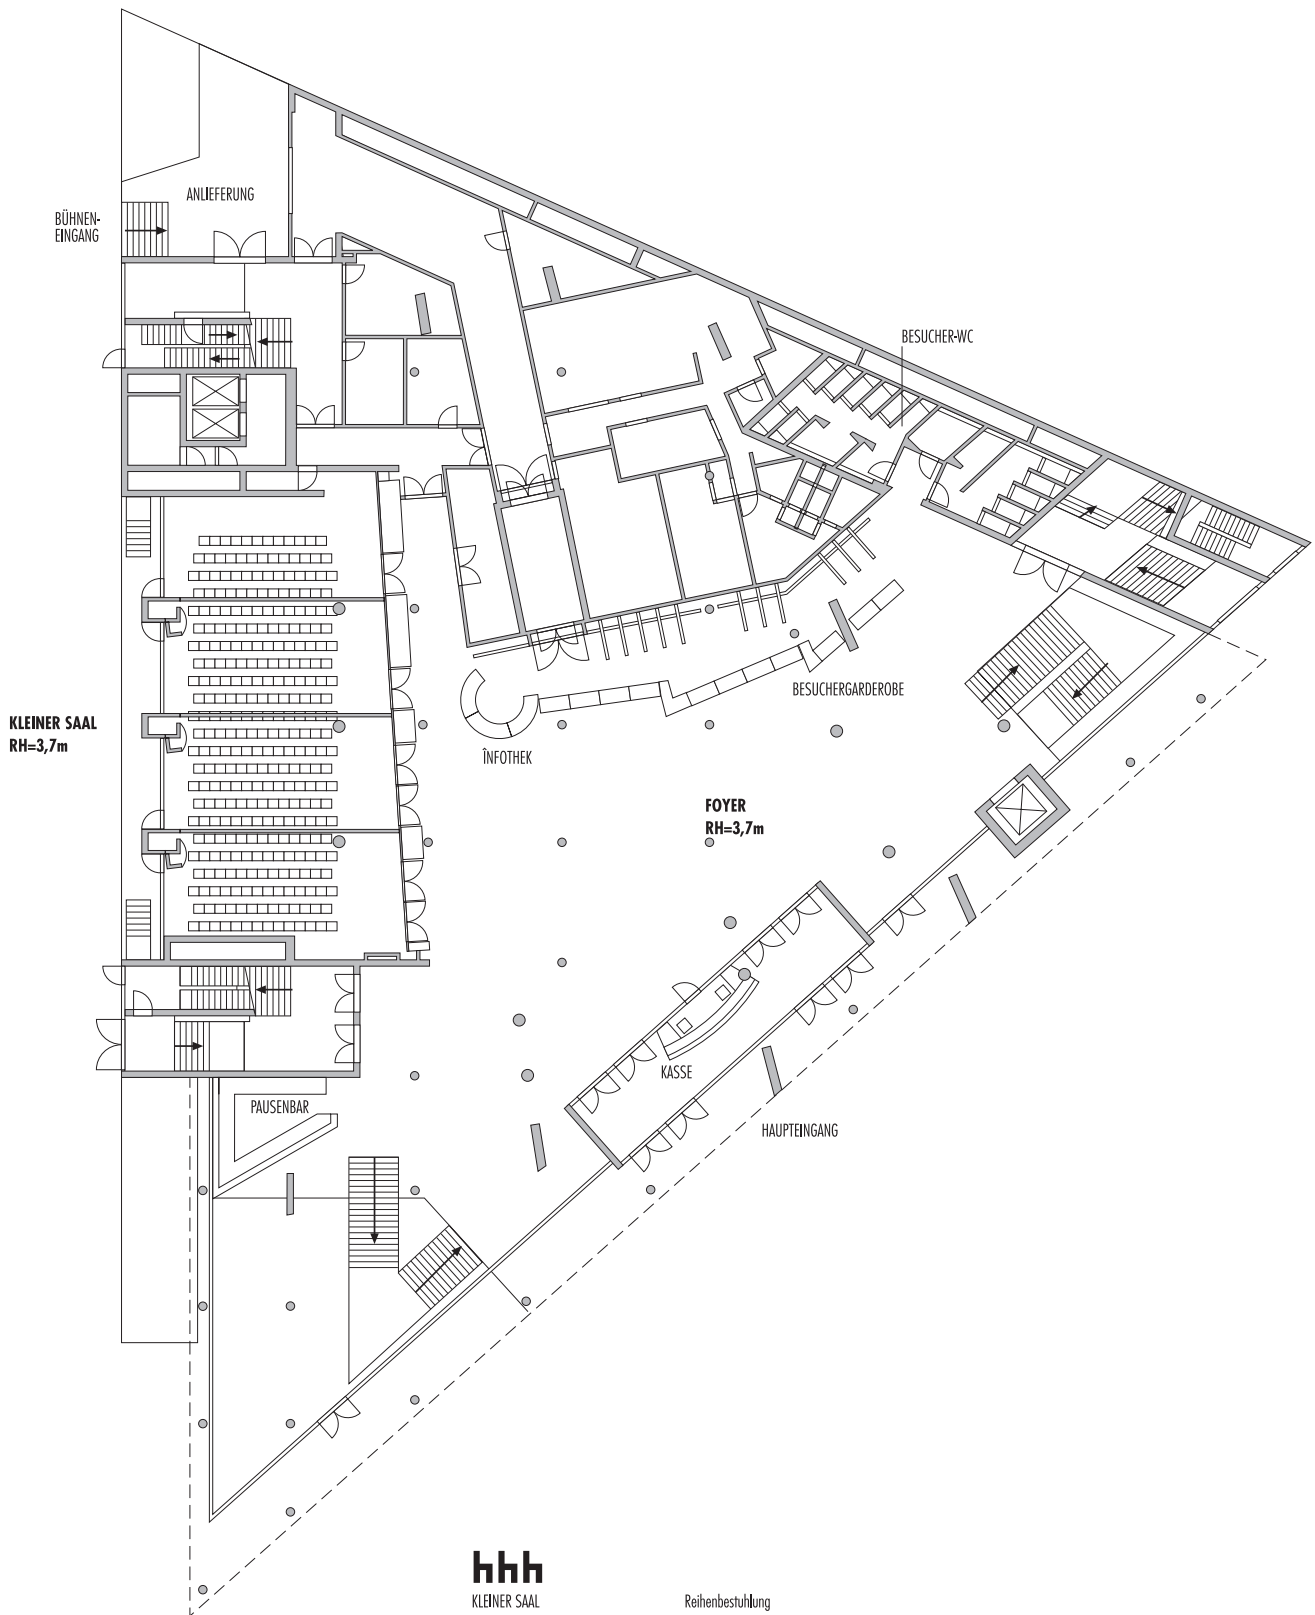 ANLIEFERUNG
BÜHNEN-
EINGANG
BESUCHER-WC
BESUCHERGARDEROBE
KLEINER SAAL
RH=3,7m
ÎNFOTHEK
FOYER
RH=3,7m
KASSE
PAUSENBAR
HAUPTEINGANG
hhh
KLEINER SAAL
Reihenbestuhlung